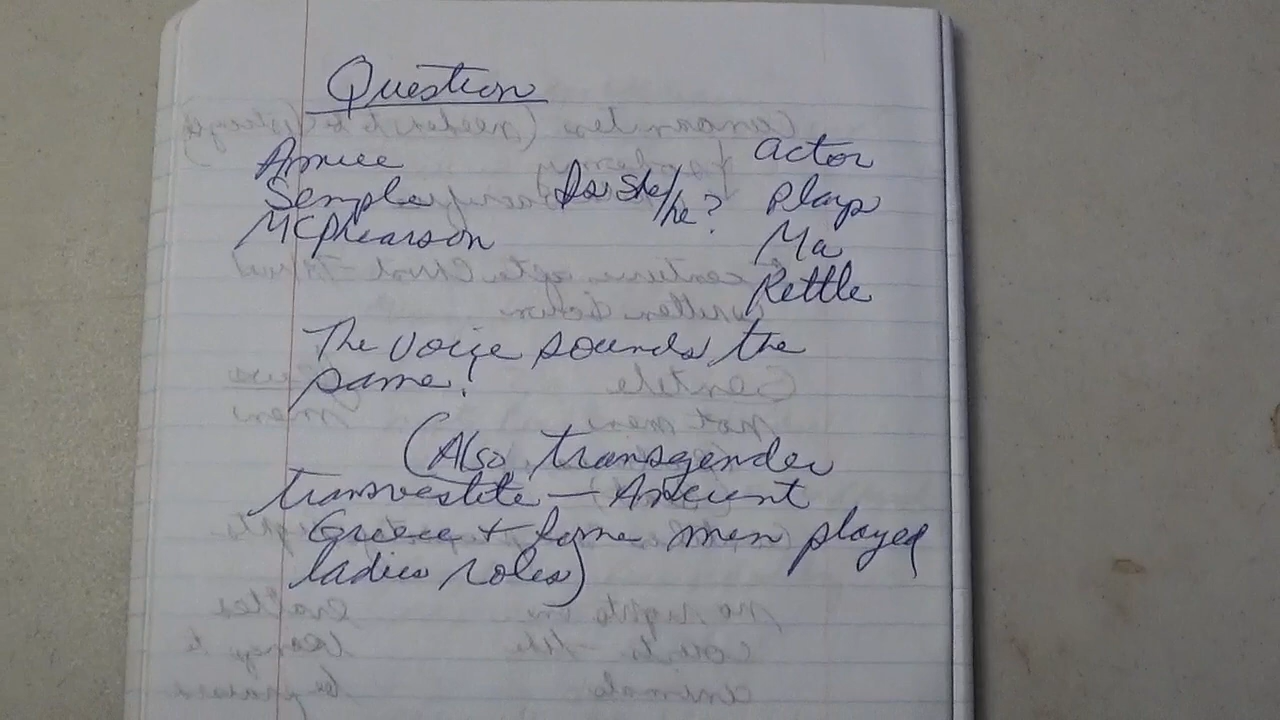 Question
Aimee
Semple
McPhearson
Is she/he?
actor
plays
Ma
Kettle
The voice sounds the
same?
(Also, transgender
transvestite — Ancient
Greece + Rome men played
ladies roles)